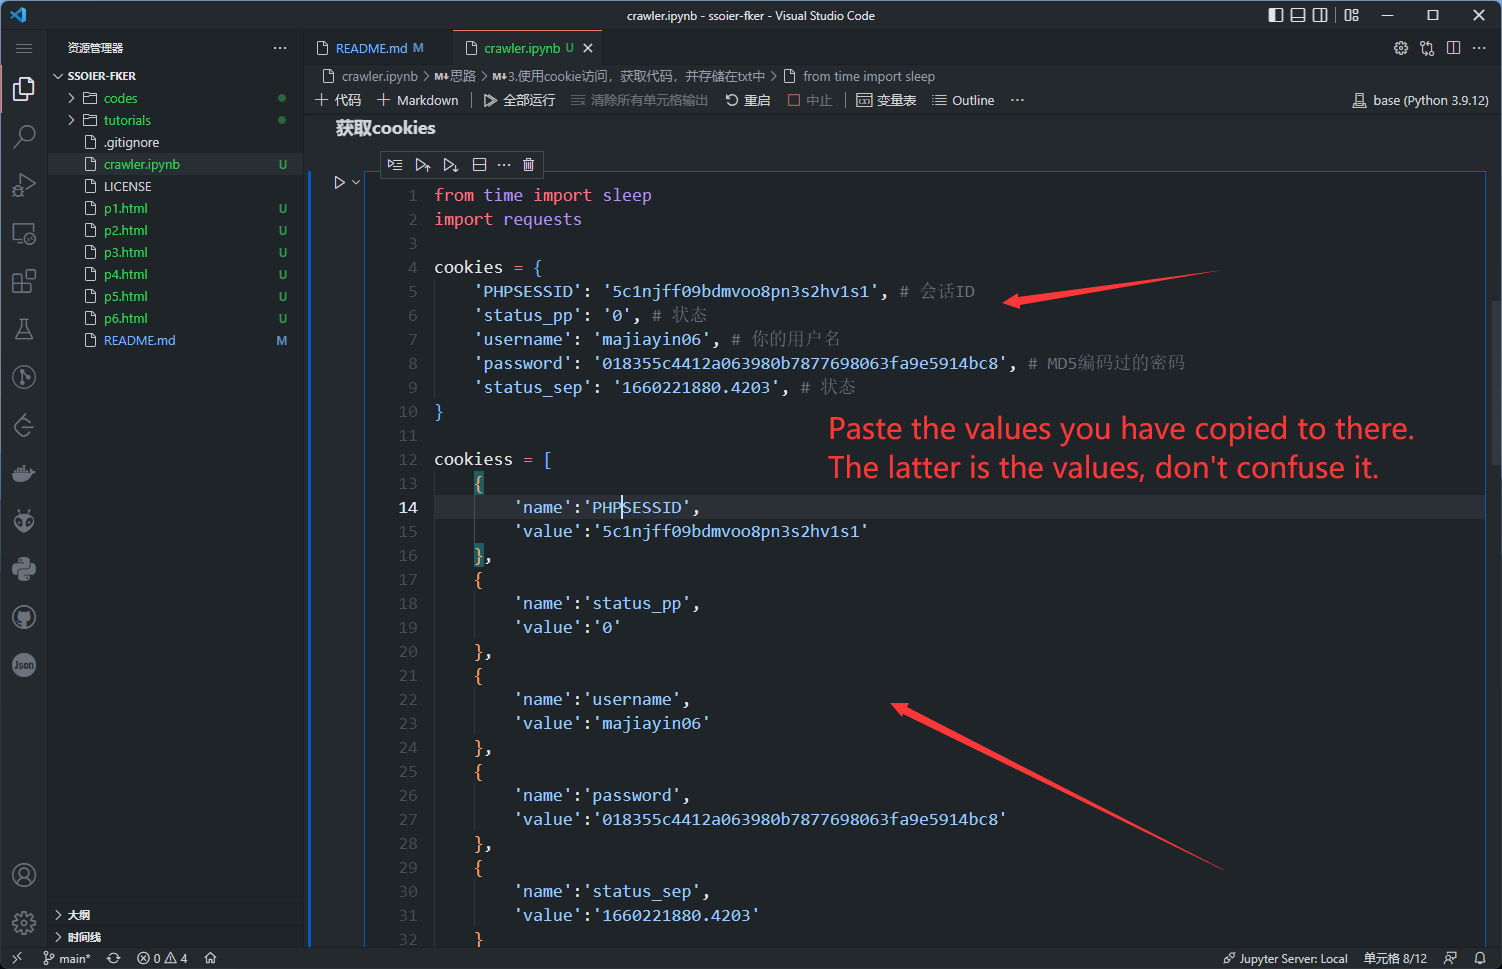 crawler.ipynb - ssoier-fker - Visual Studio Code
资源管理器
SSOIER-FKER
codes
tutorials
.gitignore
crawler.ipynb U
LICENSE
p1.html U
p2.html U
p3.html U
p4.html U
p5.html U
p6.html U
README.md M
大纲
时间线
Json
README.md M
crawler.ipynb U
crawler.ipynb > M↓思路 > M↓3.使用cookie访问，获取代码，并存储在txt中 > from time import sleep
+ 代码 + Markdown | 全部运行 清除所有单元格输出 重启 中止 | 变量表 Outline ···
base (Python 3.9.12)
获取cookies
1 from time import sleep
2 import requests
3
4 cookies = {
5 'PHPSESSID': '5c1njff09bdmvoo8pn3s2hv1s1', # 会话ID
6 'status_pp': '0', # 状态
7 'username': 'majiayin06', # 你的用户名
8 'password': '018355c4412a063980b7877698063fa9e5914bc8', # MD5编码过的密码
9 'status_sep': '1660221880.4203', # 状态
10 }
11
Paste the values you have copied to there.
The latter is the values, don't confuse it.
12 cookiess = [
13 {
14 'name':'PHPSESSID',
15 'value':'5c1njff09bdmvoo8pn3s2hv1s1'
16 },
17 {
18 'name':'status_pp',
19 'value':'0'
20 },
21 {
22 'name':'username',
23 'value':'majiayin06'
24 },
25 {
26 'name':'password',
27 'value':'018355c4412a063980b7877698063fa9e5914bc8'
28 },
29 {
30 'name':'status_sep',
31 'value':'1660221880.4203'
32 }
main* 0 4
Jupyter Server: Local 单元格 8/12